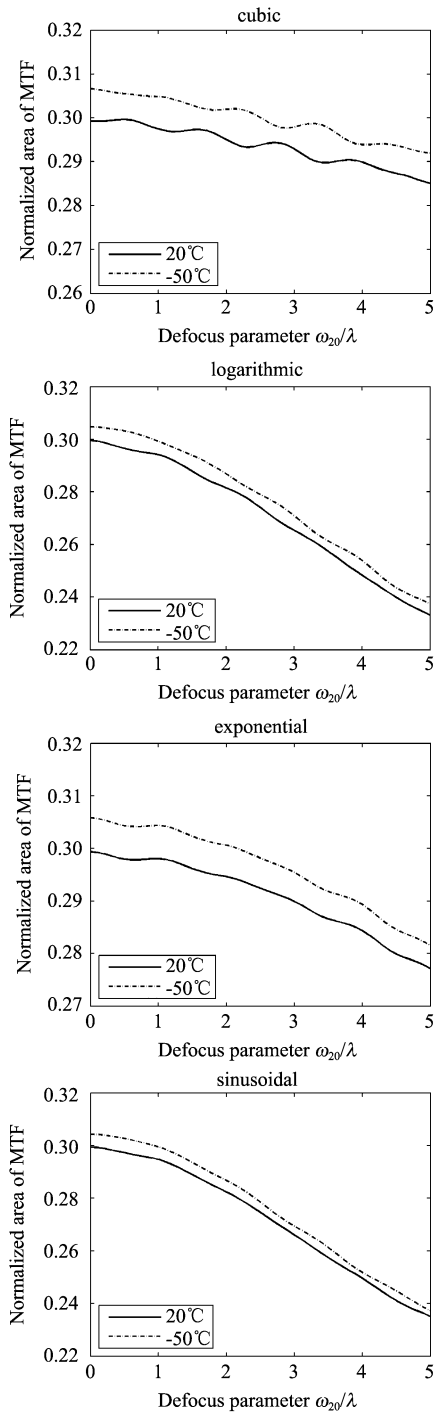 cubic
0.32
0.31
0.30
0.29
0.28
0.27
0.26
Normalized area of MTF
20℃
-50℃
0 1 2 3 4 5
Defocus parameter ω20/λ
logarithmic
0.32
0.30
0.28
0.26
0.24
0.22
Normalized area of MTF
20℃
-50℃
0 1 2 3 4 5
Defocus parameter ω20/λ
exponential
0.32
0.31
0.30
0.29
0.28
0.27
Normalized area of MTF
20℃
-50℃
0 1 2 3 4 5
Defocus parameter ω20/λ
sinusoidal
0.32
0.30
0.28
0.26
0.24
0.22
Normalized area of MTF
20℃
-50℃
0 1 2 3 4 5
Defocus parameter ω20/λ